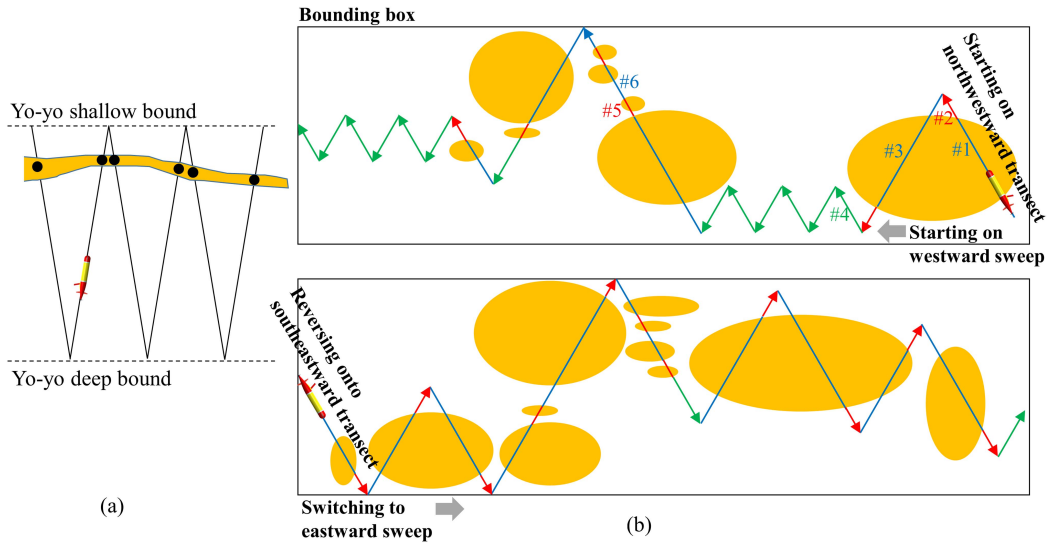 Yo-yo shallow bound
Yo-yo deep bound
(a)
Bounding box
#6
#5
#4
#3
#2
#1
Starting on
northwestward transect
Starting on
westward sweep
Reversing onto
southeastward transect
Switching to
eastward sweep
(b)